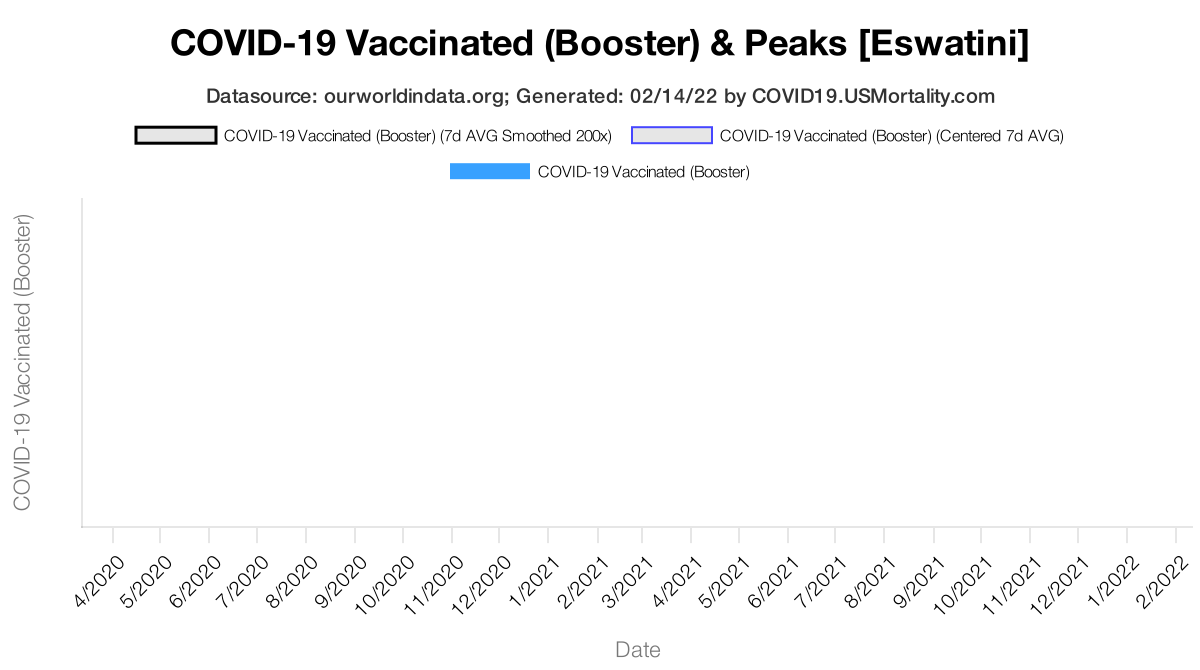 COVID-19 Vaccinated (Booster) & Peaks [Eswatini]
Datasource: ourworldindata.org; Generated: 02/14/22 by COVID19.USMortality.com
COVID-19 Vaccinated (Booster) (7d AVG Smoothed 200x) COVID-19 Vaccinated (Booster) (Centered 7d AVG)
COVID-19 Vaccinated (Booster)
COVID-19 Vaccinated (Booster)
4/2020 5/2020 6/2020 7/2020 8/2020 9/2020 10/2020 11/2020 12/2020 1/2021 2/2021 3/2021 4/2021 5/2021 6/2021 7/2021 8/2021 9/2021 10/2021 11/2021 12/2021 1/2022 2/2022
Date